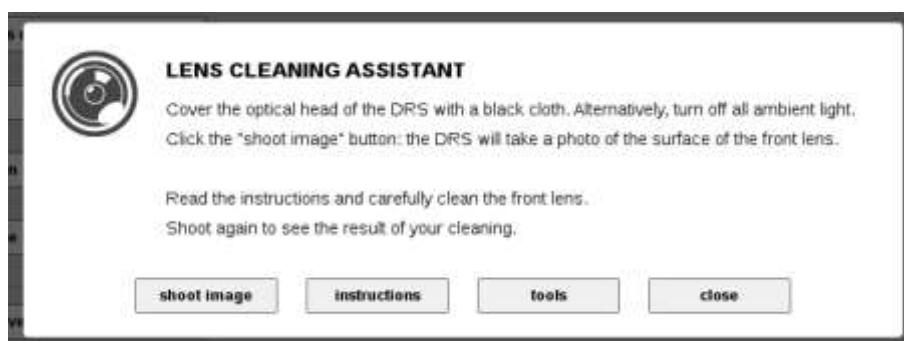 LENS CLEANING ASSISTANT
Cover the optical head of the DRS with a black cloth. Alternatively, turn off all ambient light.
Click the "shoot image" button: the DRS will take a photo of the surface of the front lens.
Read the instructions and carefully clean the front lens.
Shoot again to see the result of your cleaning.
shoot image instructions tools close